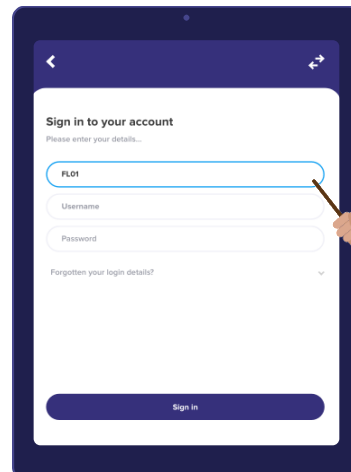 Sign in to your account
Please enter your details...
FL01
Username
Password
Forgotten your login details?
Sign in